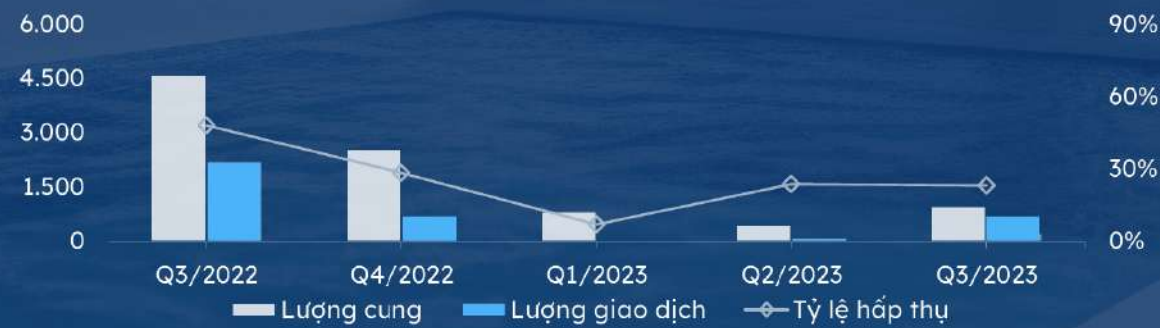 6.000 90%
4.500 60%
3.000 30%
1.500 0%
0
Q3/2022 Q4/2022 Q1/2023 Q2/2023 Q3/2023
Lượng cung Lượng giao dịch Tỷ lệ hấp thụ